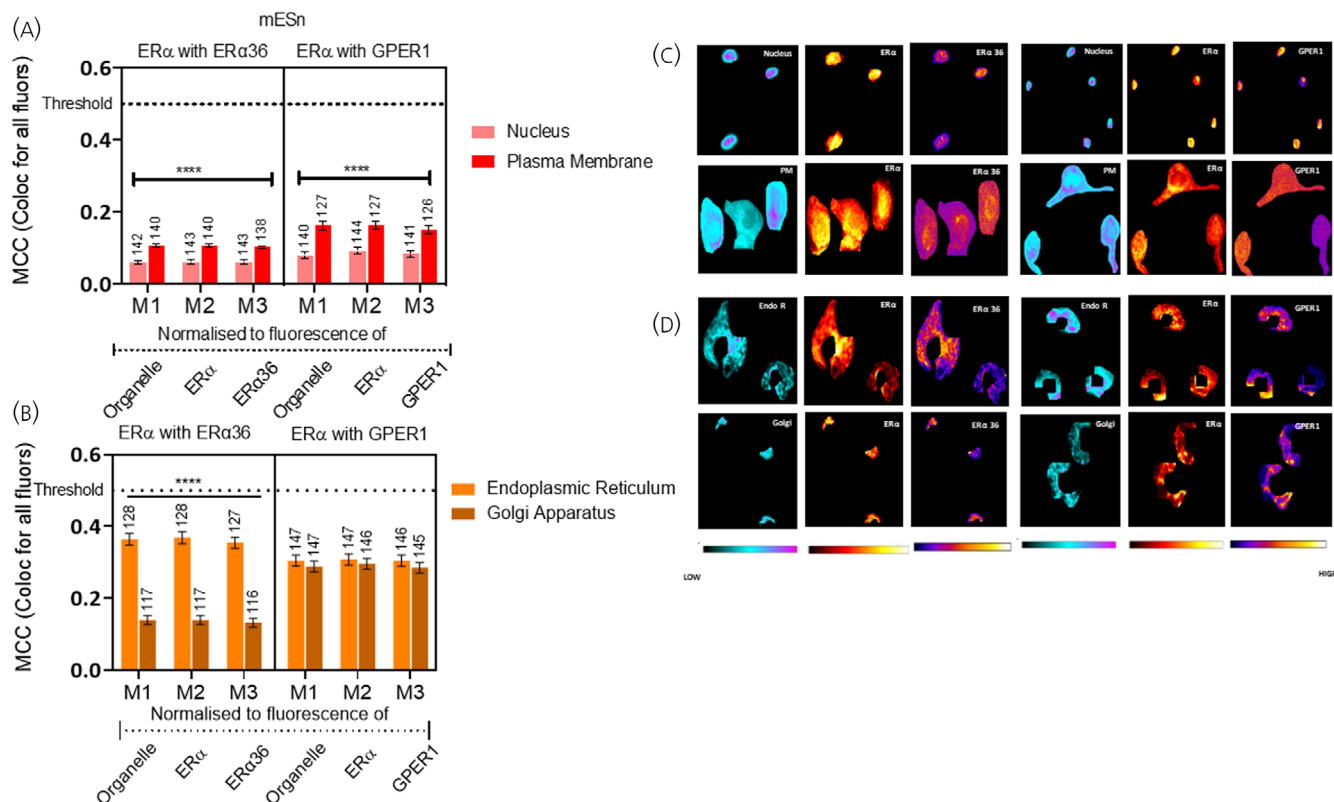 (A)
mESn
ERα with ERα36
ERα with GPER1
MCC (Coloc for all fluors)
0.6
0.4
0.2
0.0
Threshold
****
****
142
140
143
140
143
138
140
127
144
127
141
126
M1
M2
M3
M1
M2
M3
Normalised to fluorescence of
Organelle
ERα
ERα36
Organelle
ERα
GPER1
Nucleus
Plasma Membrane
(B)
ERα with ERα36
ERα with GPER1
MCC (Coloc for all fluors)
0.6
0.4
0.2
0.0
Threshold
****
128
117
128
117
127
116
147
147
147
146
146
145
M1
M2
M3
M1
M2
M3
Normalised to fluorescence of
Organelle
ERα
ERα36
Organelle
ERα
GPER1
Endoplasmic Reticulum
Golgi Apparatus
(C)
Nucleus
ERα
ERα 36
Nucleus
ERα
GPER1
PM
ERα
ERα 36
PM
ERα
GPER1
(D)
Endo R
ERα
ERα 36
Endo R
ERα
GPER1
Golgi
ERα
ERα 36
Golgi
ERα
GPER1
LOW
HIGH